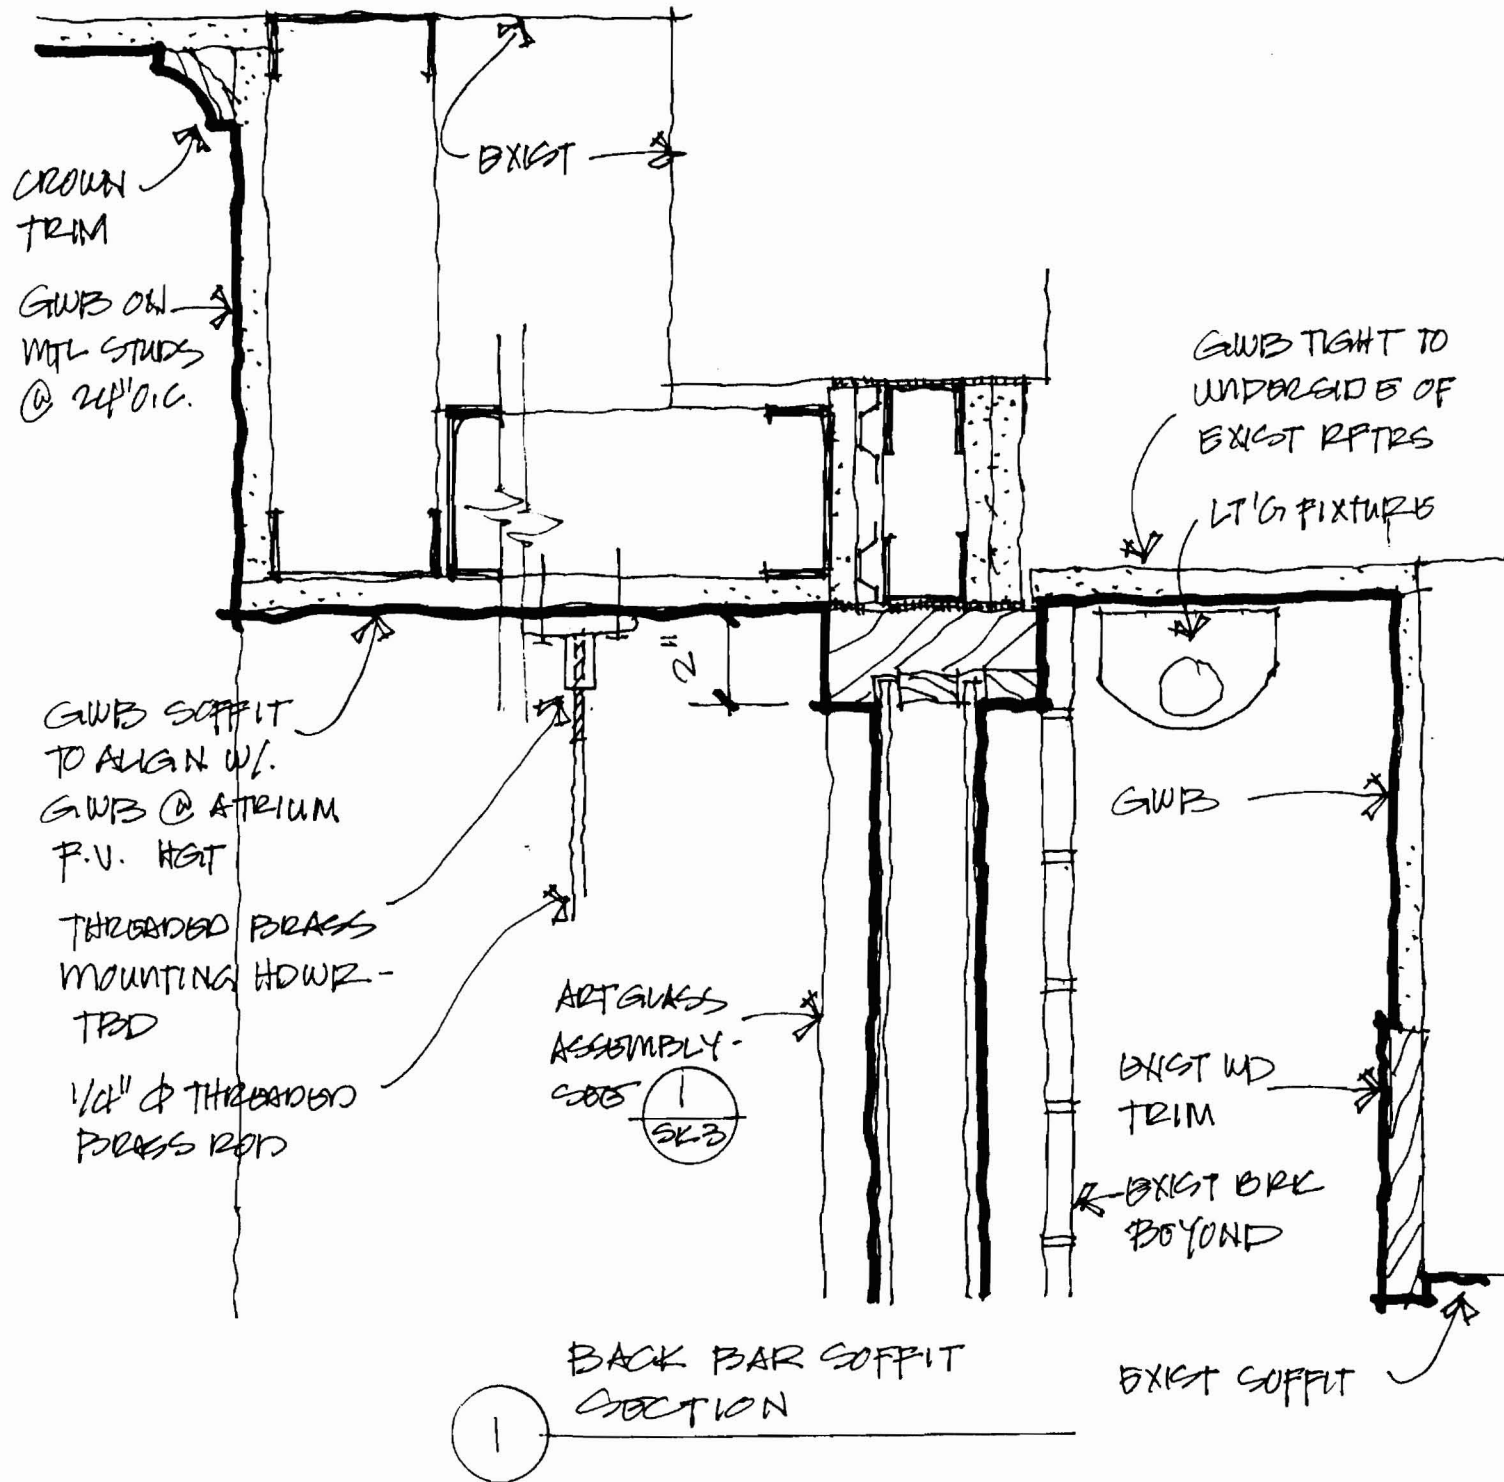 EXIST
CROWN
TRIM
GWB ON
MTL STUDS
@ 24" O.C.
GWB TIGHT TO
UNDERSIDE OF
EXIST RFTRS
LT'G FIXTURE
2"
GWB SOFFIT
TO ALIGN W/.
GWB @ ATRIUM
F.V. HGT
GWB
THREADED BRASS
MOUNTING HDWR-
TBD
ART GLASS
ASSEMBLY-
SEE
1
SK3
1/4" Φ THREADED
BRASS ROD
EXIST WD
TRIM
EXIST BRK
BEYOND
EXIST SOFFIT
BACK BAR SOFFIT
SECTION
1